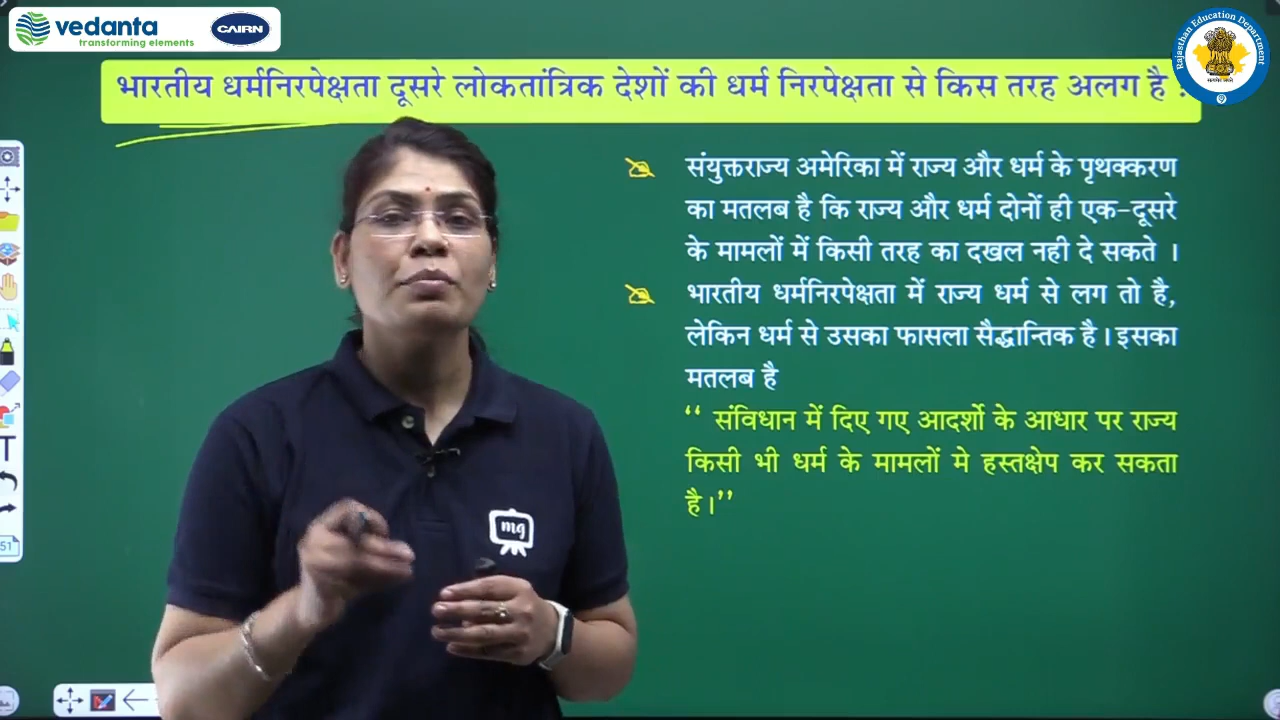 vedanta
transforming elements
CAIRN
Rajasthan Education Department
भारतीय धर्मनिरपेक्षता दूसरे लोकतांत्रिक देशों की धर्म निरपेक्षता से किस तरह अलग है ?
संयुक्तराज्य अमेरिका में राज्य और धर्म के पृथक्करण
का मतलब है कि राज्य और धर्म दोनों ही एक-दूसरे
के मामलों में किसी तरह का दखल नही दे सकते ।
भारतीय धर्मनिरपेक्षता में राज्य धर्म से लग तो है,
लेकिन धर्म से उसका फासला सैद्धान्तिक है। इसका
मतलब है
‘‘ संविधान में दिए गए आदर्शो के आधार पर राज्य
किसी भी धर्म के मामलों मे हस्तक्षेप कर सकता
है।’’
mg
T
51